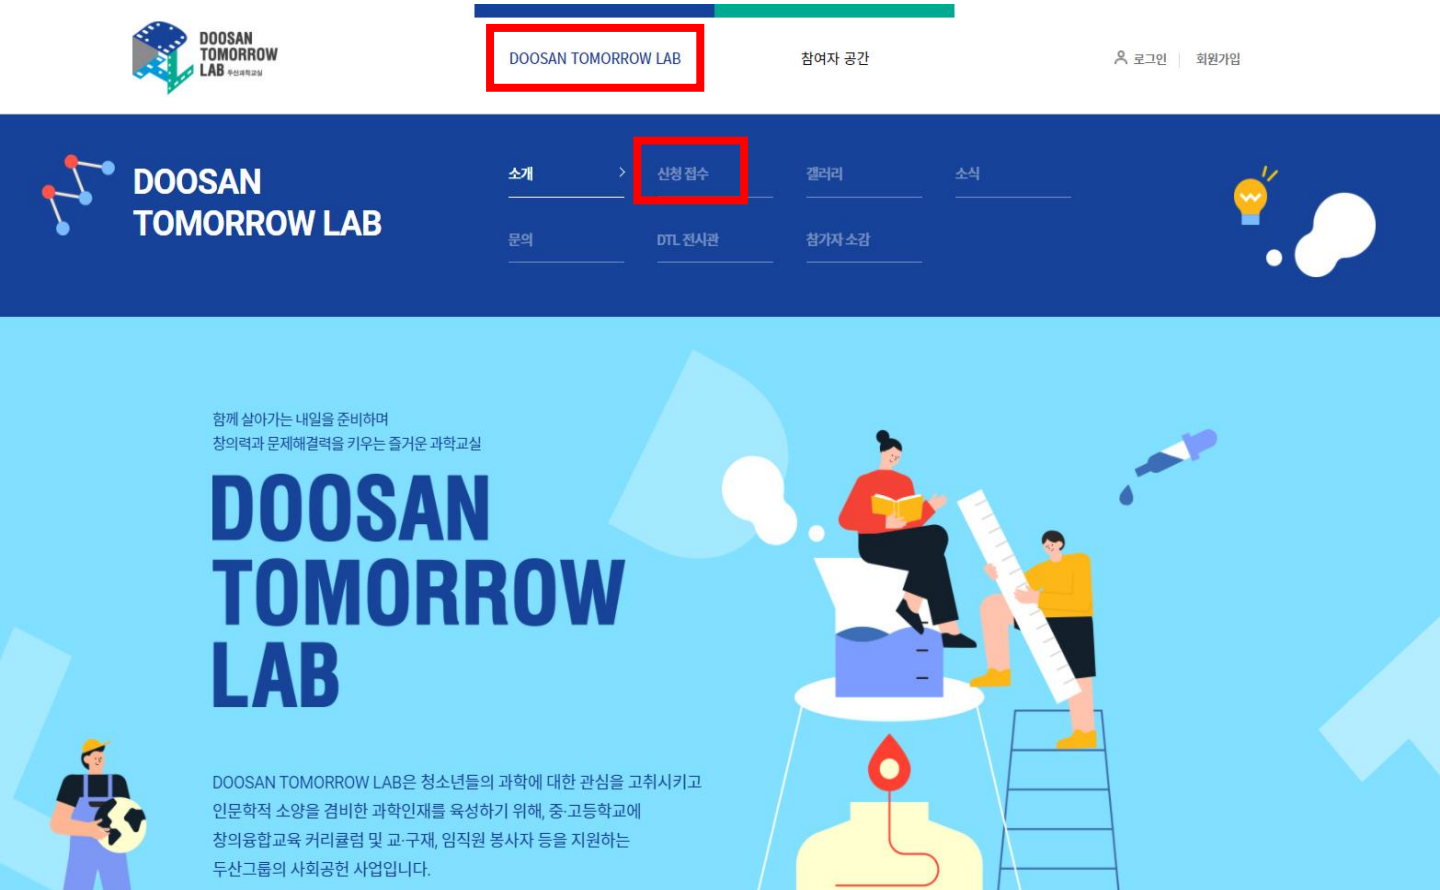 DOOSAN
TOMORROW
LAB 두산과학교실
DOOSAN TOMORROW LAB
참여자 공간
로그인
회원가입
DOOSAN
TOMORROW LAB
소개
신청 접수
갤러리
소식
문의
DTL 전시관
참가자 소감
함께 살아가는 내일을 준비하며
창의력과 문제해결력을 키우는 즐거운 과학교실
DOOSAN
TOMORROW
LAB
DOOSAN TOMORROW LAB은 청소년들의 과학에 대한 관심을 고취시키고
인문학적 소양을 겸비한 과학인재를 육성하기 위해, 중·고등학교에
창의융합교육 커리큘럼 및 교·구재, 임직원 봉사자 등을 지원하는
두산그룹의 사회공헌 사업입니다.